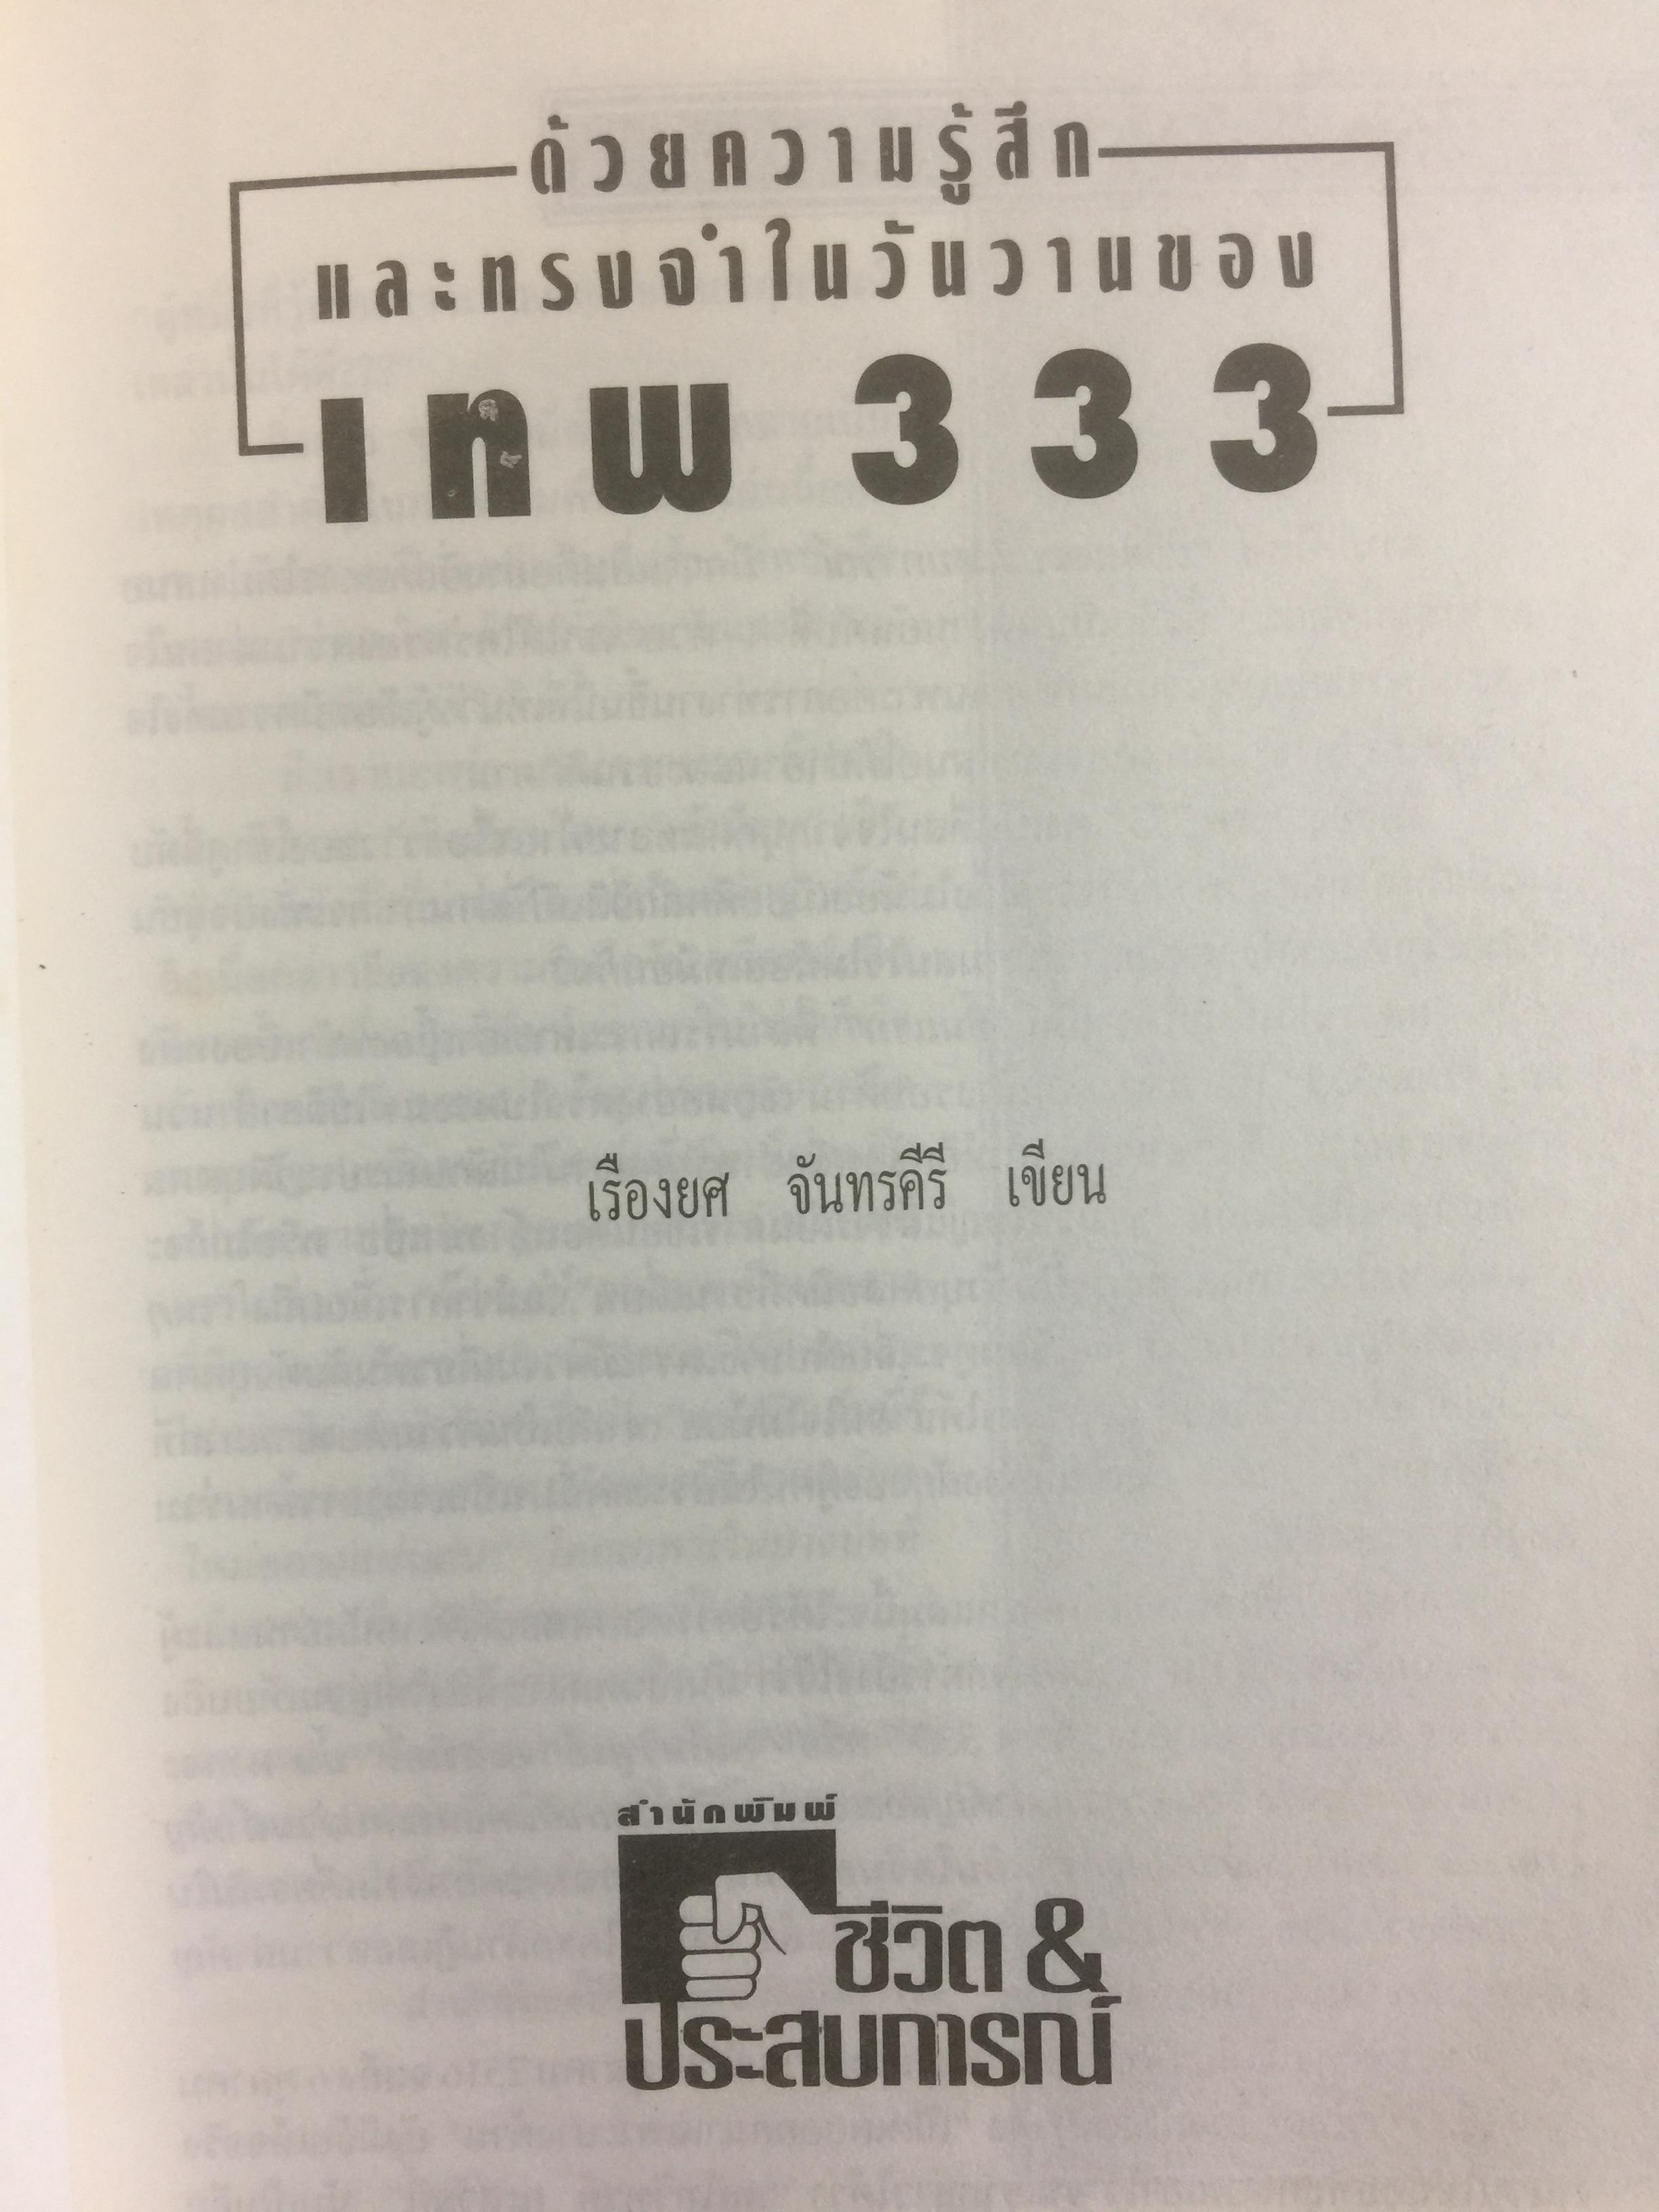 ด้วยความรู้สึก
และทรงจำในวันวานของ
เทพ 333
เรืองยศ จันทรคีรี เขียน
สำนักพิมพ์
ชีวิต &
ประสบการณ์